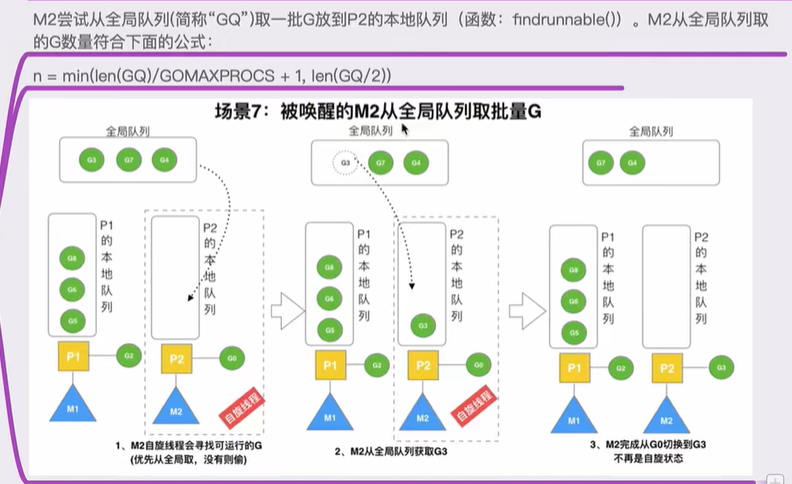 M2尝试从全局队列(简称“GQ”)取一批G放到P2的本地队列（函数：findrunnable()）。M2从全局队列取
的G数量符合下面的公式：
n = min(len(GQ)/GOMAXPROCS + 1, len(GQ/2))
场景7：被唤醒的M2从全局队列取批量G
全局队列
G3 G7 G4
P1的本地队列
G8
G6
G5
P2的本地队列
P1
G2
P2
G0
M1
M2
自旋线程
1、M2自旋线程会寻找可运行的G
(优先从全局取，没有则偷)
全局队列
G3 G7 G4
P1的本地队列
G8
G6
G5
P2的本地队列
G3
P1
G2
P2
G0
M1
M2
自旋线程
2、M2从全局队列获取G3
全局队列
G7 G4
P1的本地队列
G8
G6
G5
P2的本地队列
P1
G2
P2
G3
M1
M2
3、M2完成从G0切换到G3
不再是自旋状态